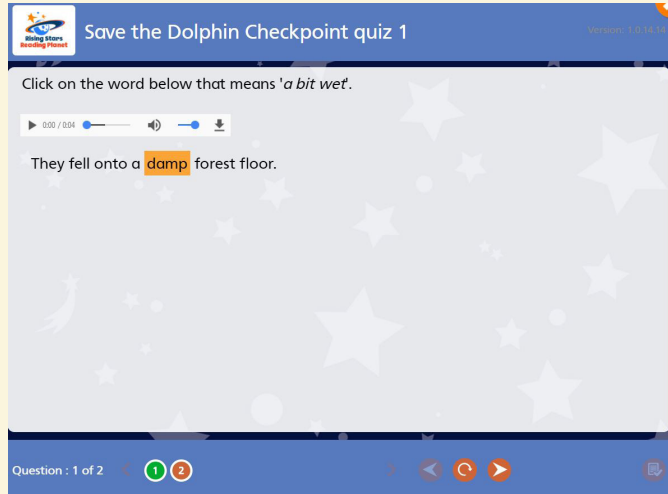 Rising Stars
Reading Planet
Save the Dolphin Checkpoint quiz 1
Version: 1.0.14.14
Click on the word below that means 'a bit wet'.
0:00 / 0:04
They fell onto a damp forest floor.
Question : 1 of 2
1 2